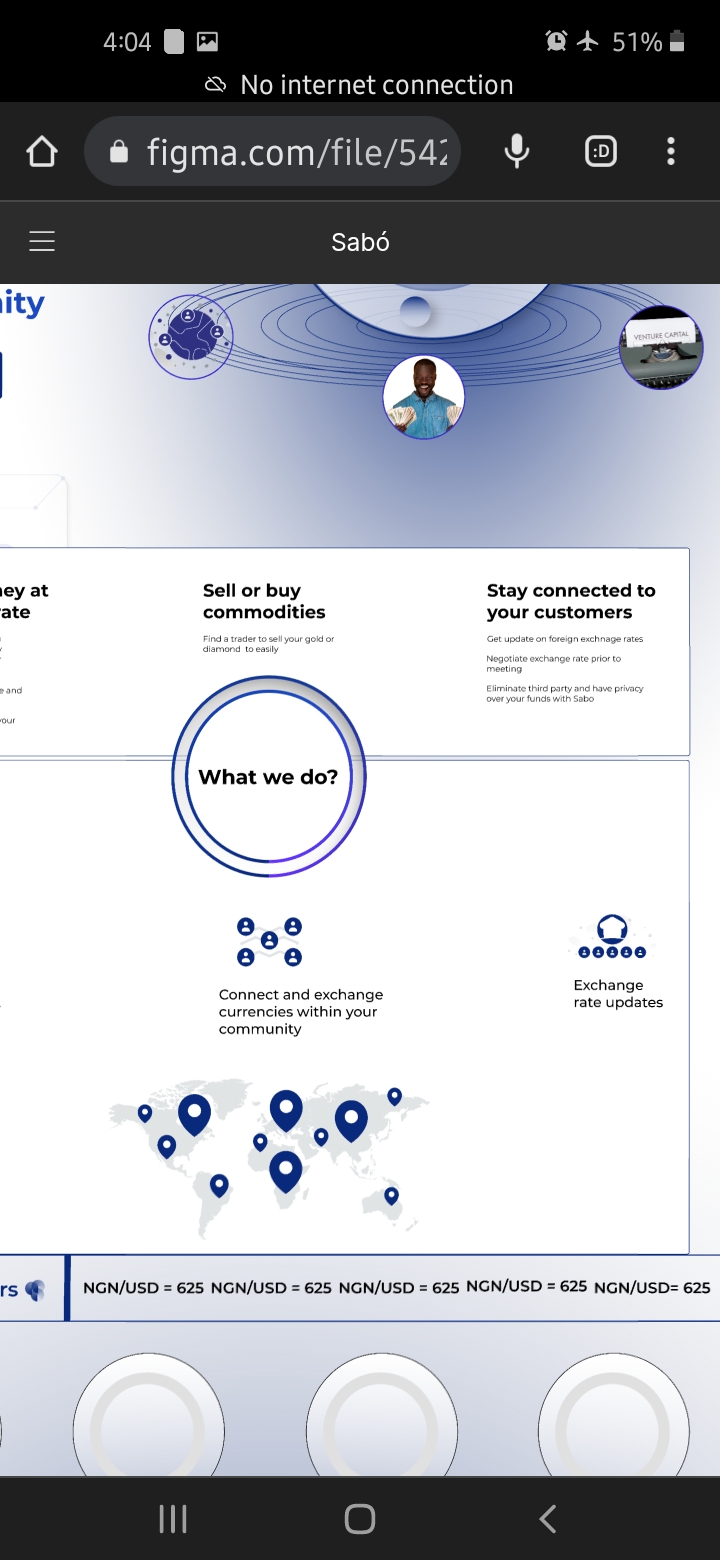 4:04
51%
No internet connection
figma.com/file/542
:D
Sabó
nity
VENTURE CAPITAL
ney at
rate
e and
your
Sell or buy
commodities
Find a trader to sell your gold or
diamond to easily
Stay connected to
your customers
Get update on foreign exchnage rates
Negotiate exchange rate prior to
meeting
Eliminate third party and have privacy
over your funds with Sabo
What we do?
Connect and exchange
currencies within your
community
Exchange
rate updates
rs
NGN/USD = 625 NGN/USD = 625 NGN/USD = 625 NGN/USD = 625 NGN/USD= 625